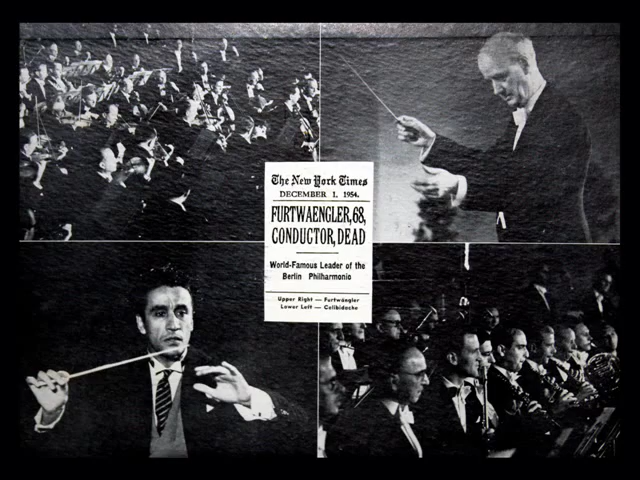 The New York Times
DECEMBER 1, 1954.
FURTWAENGLER, 68,
CONDUCTOR, DEAD
World-Famous Leader of the
Berlin Philharmonic
Upper Right — Furtwängler
Lower Left — Celibidache